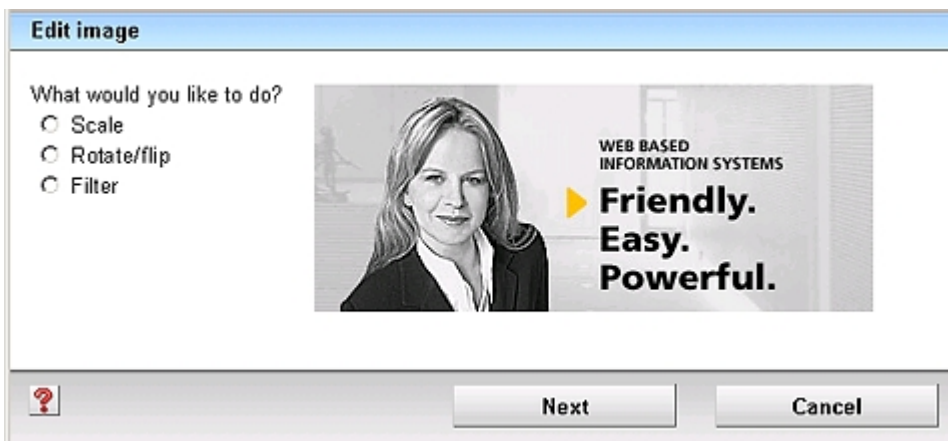 Edit image
What would you like to do?
Scale
Rotate/flip
Filter
WEB BASED
INFORMATION SYSTEMS
Friendly.
Easy.
Powerful.
?
Next
Cancel